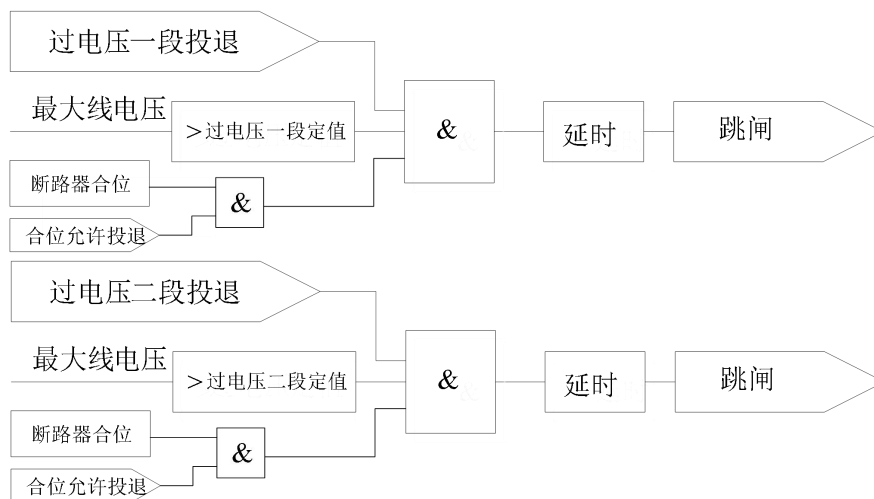 过电压一段投退
最大线电压
>过电压一段定值
&
延时
跳闸
断路器合位
&
合位允许投退
过电压二段投退
最大线电压
>过电压二段定值
&
延时
跳闸
断路器合位
&
合位允许投退